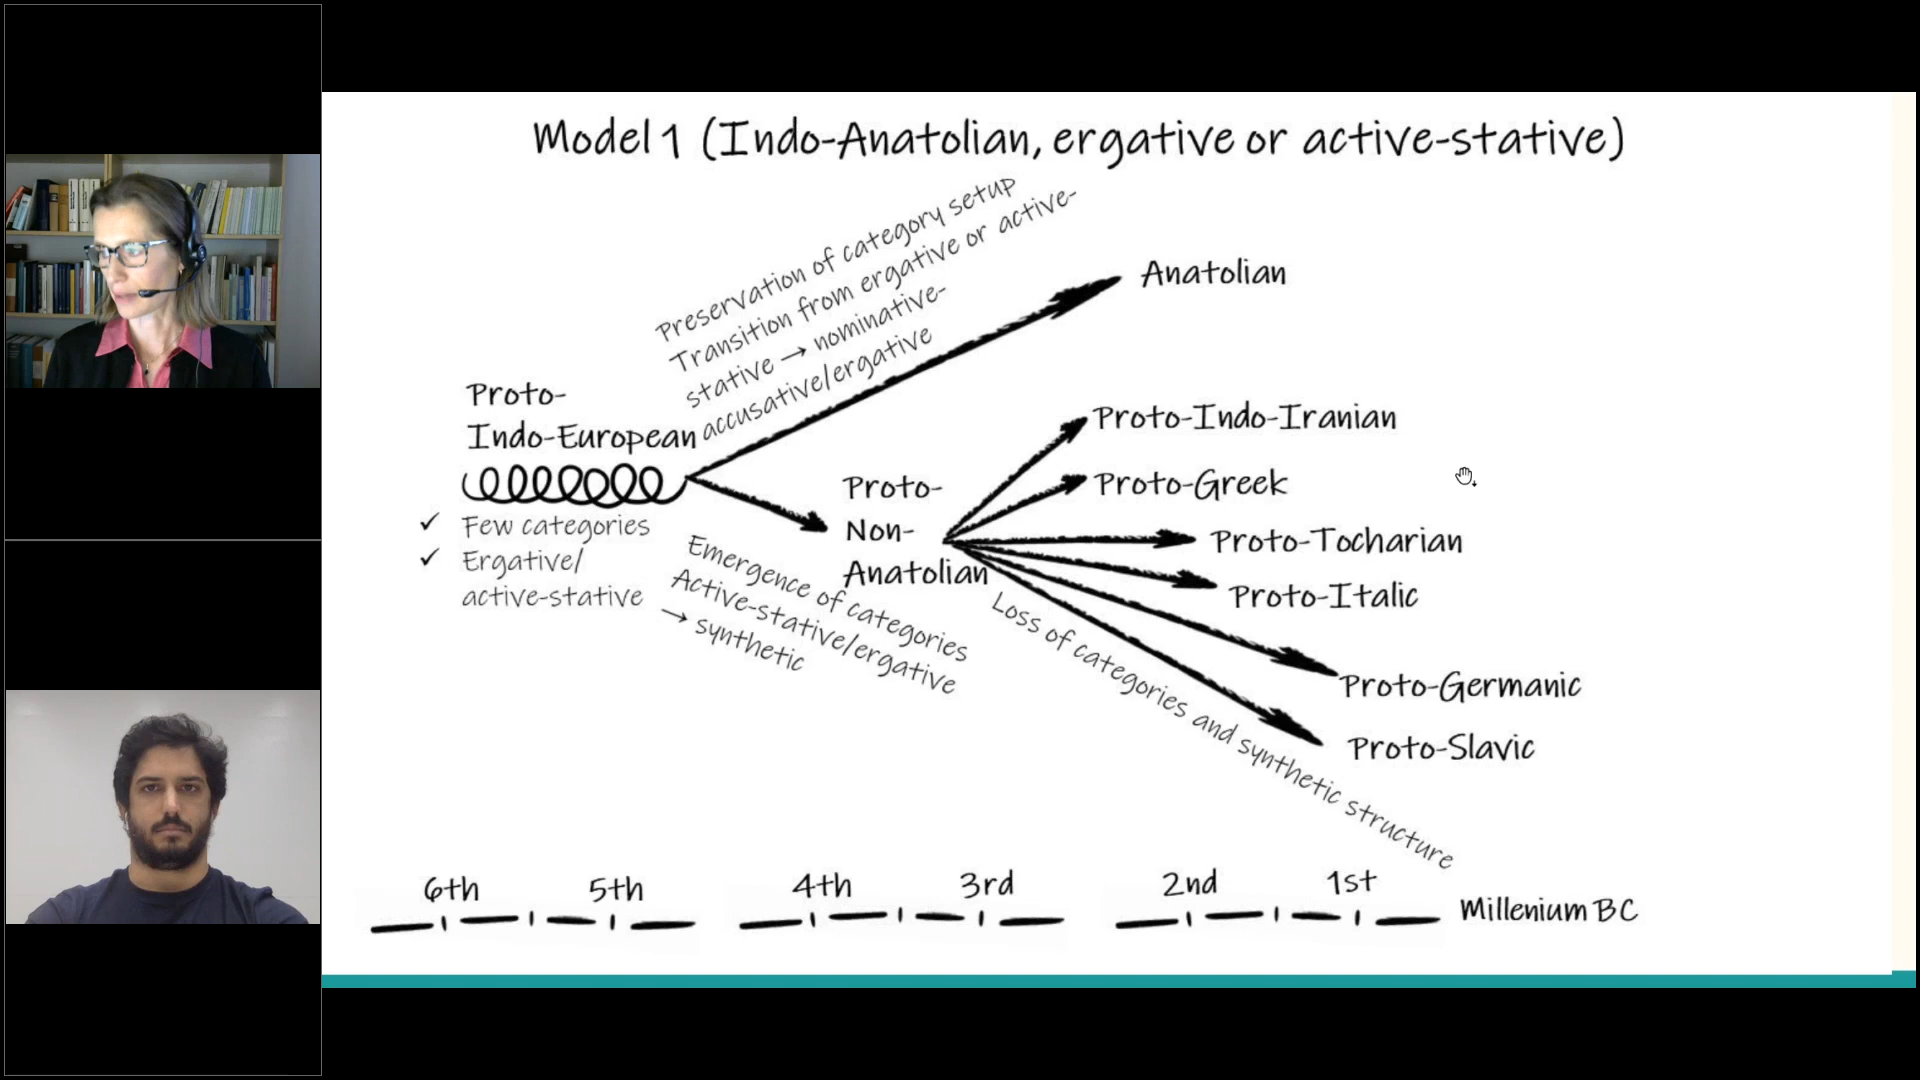 Model 1 (Indo-Anatolian, ergative or active-stative)
Preservation of category setup
Transition from ergative or active-
stative → nominative-
accusative/ergative
Anatolian
Proto-
Indo-European
✓ Few categories
✓ Ergative/
active-stative
Emergence of categories
Active-stative/ergative
→ synthetic
Proto-
Non-
Anatolian
Proto-Indo-Iranian
Proto-Greek
Proto-Tocharian
Proto-Italic
Proto-Germanic
Proto-Slavic
Loss of categories and synthetic structure
6th 5th 4th 3rd 2nd 1st
Millenium BC